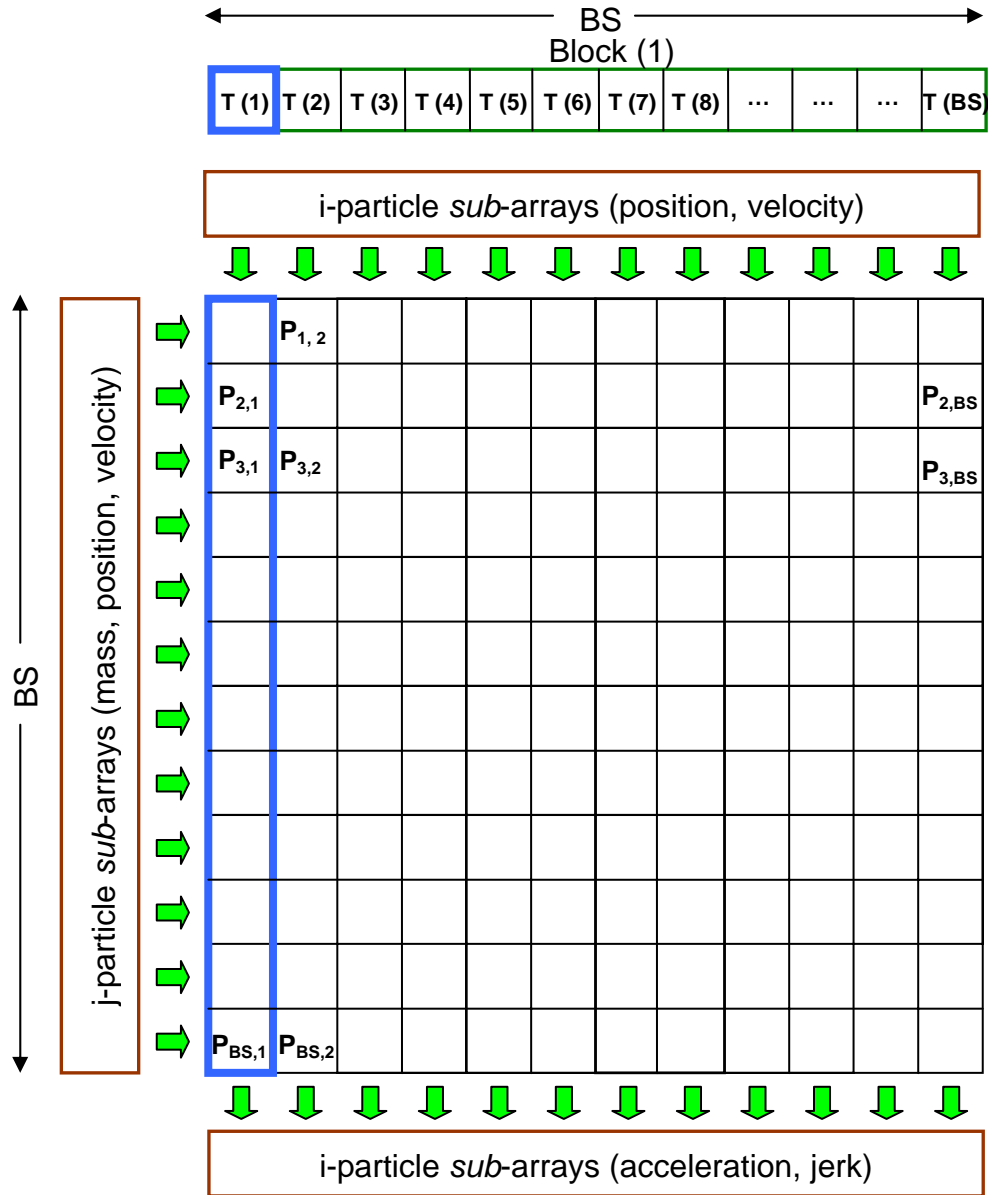 BS
Block (1)
T (1) T (2) T (3) T (4) T (5) T (6) T (7) T (8) ... ... ... T (BS)
i-particle sub-arrays (position, velocity)
BS
j-particle sub-arrays (mass, position, velocity)
P1, 2
P2,1 P2,BS
P3,1 P3,2 P3,BS
PBS,1 PBS,2
i-particle sub-arrays (acceleration, jerk)